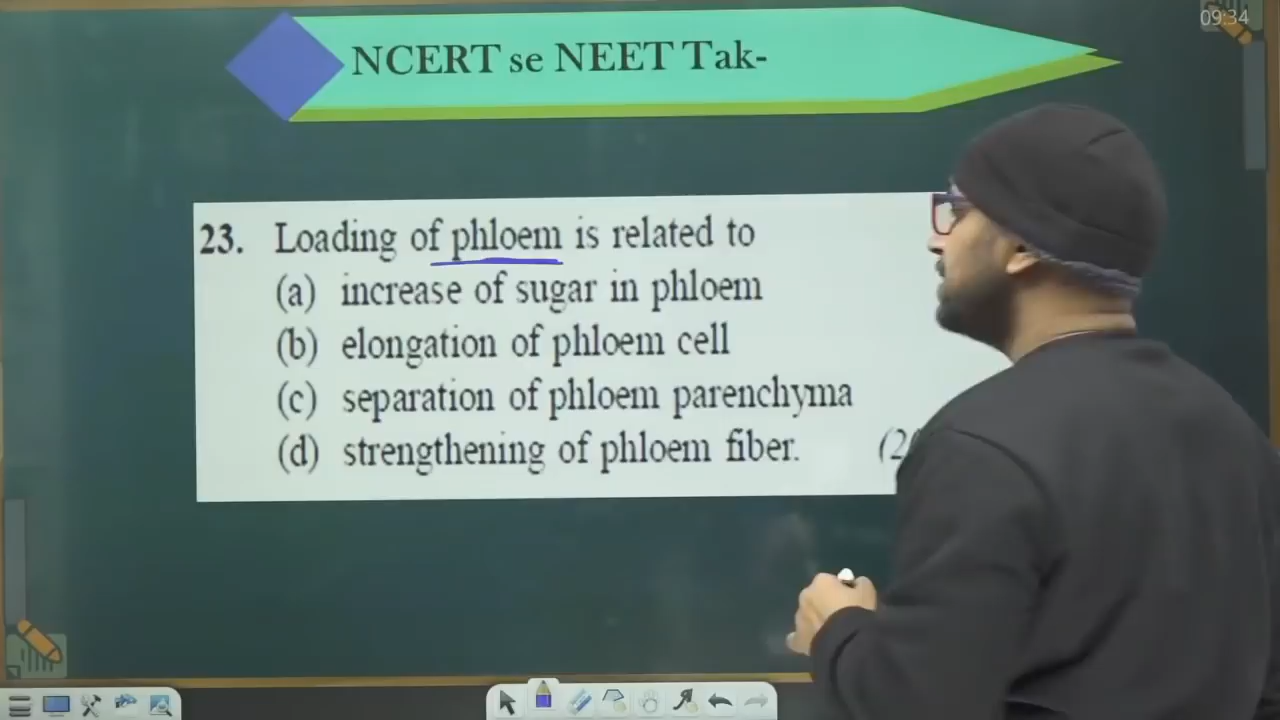 09:34
NCERT se NEET Tak-
23. Loading of phloem is related to
(a) increase of sugar in phloem
(b) elongation of phloem cell
(c) separation of phloem parenchyma
(d) strengthening of phloem fiber.